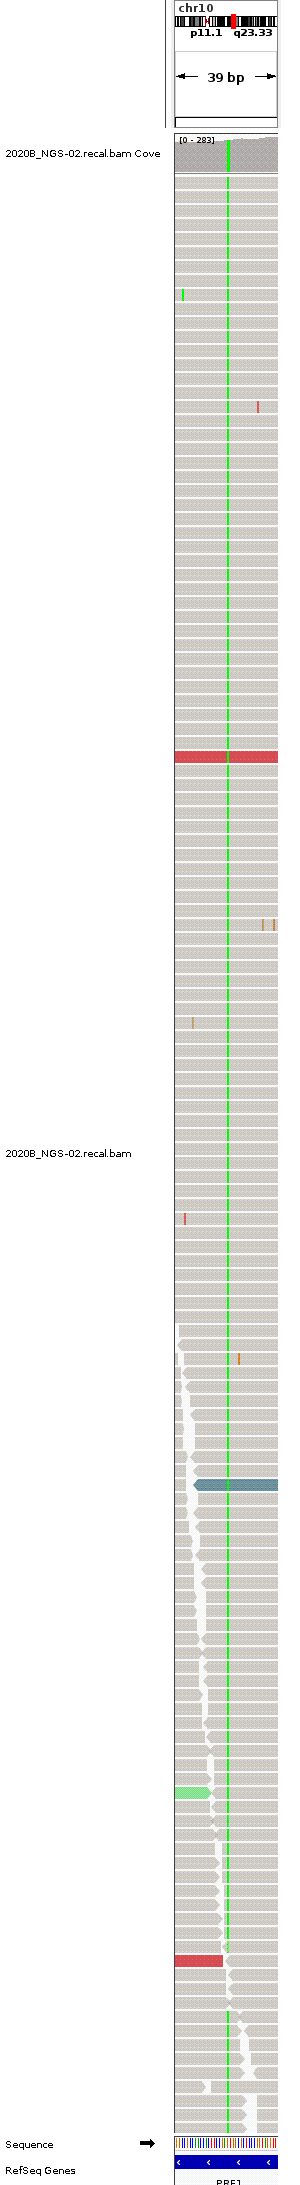 chr10
p11.1 q23.33
39 bp
[0 - 283]
2020B_NGS-02.recal.bam Cove
2020B_NGS-02.recal.bam
Sequence
RefSeq Genes
PRF1